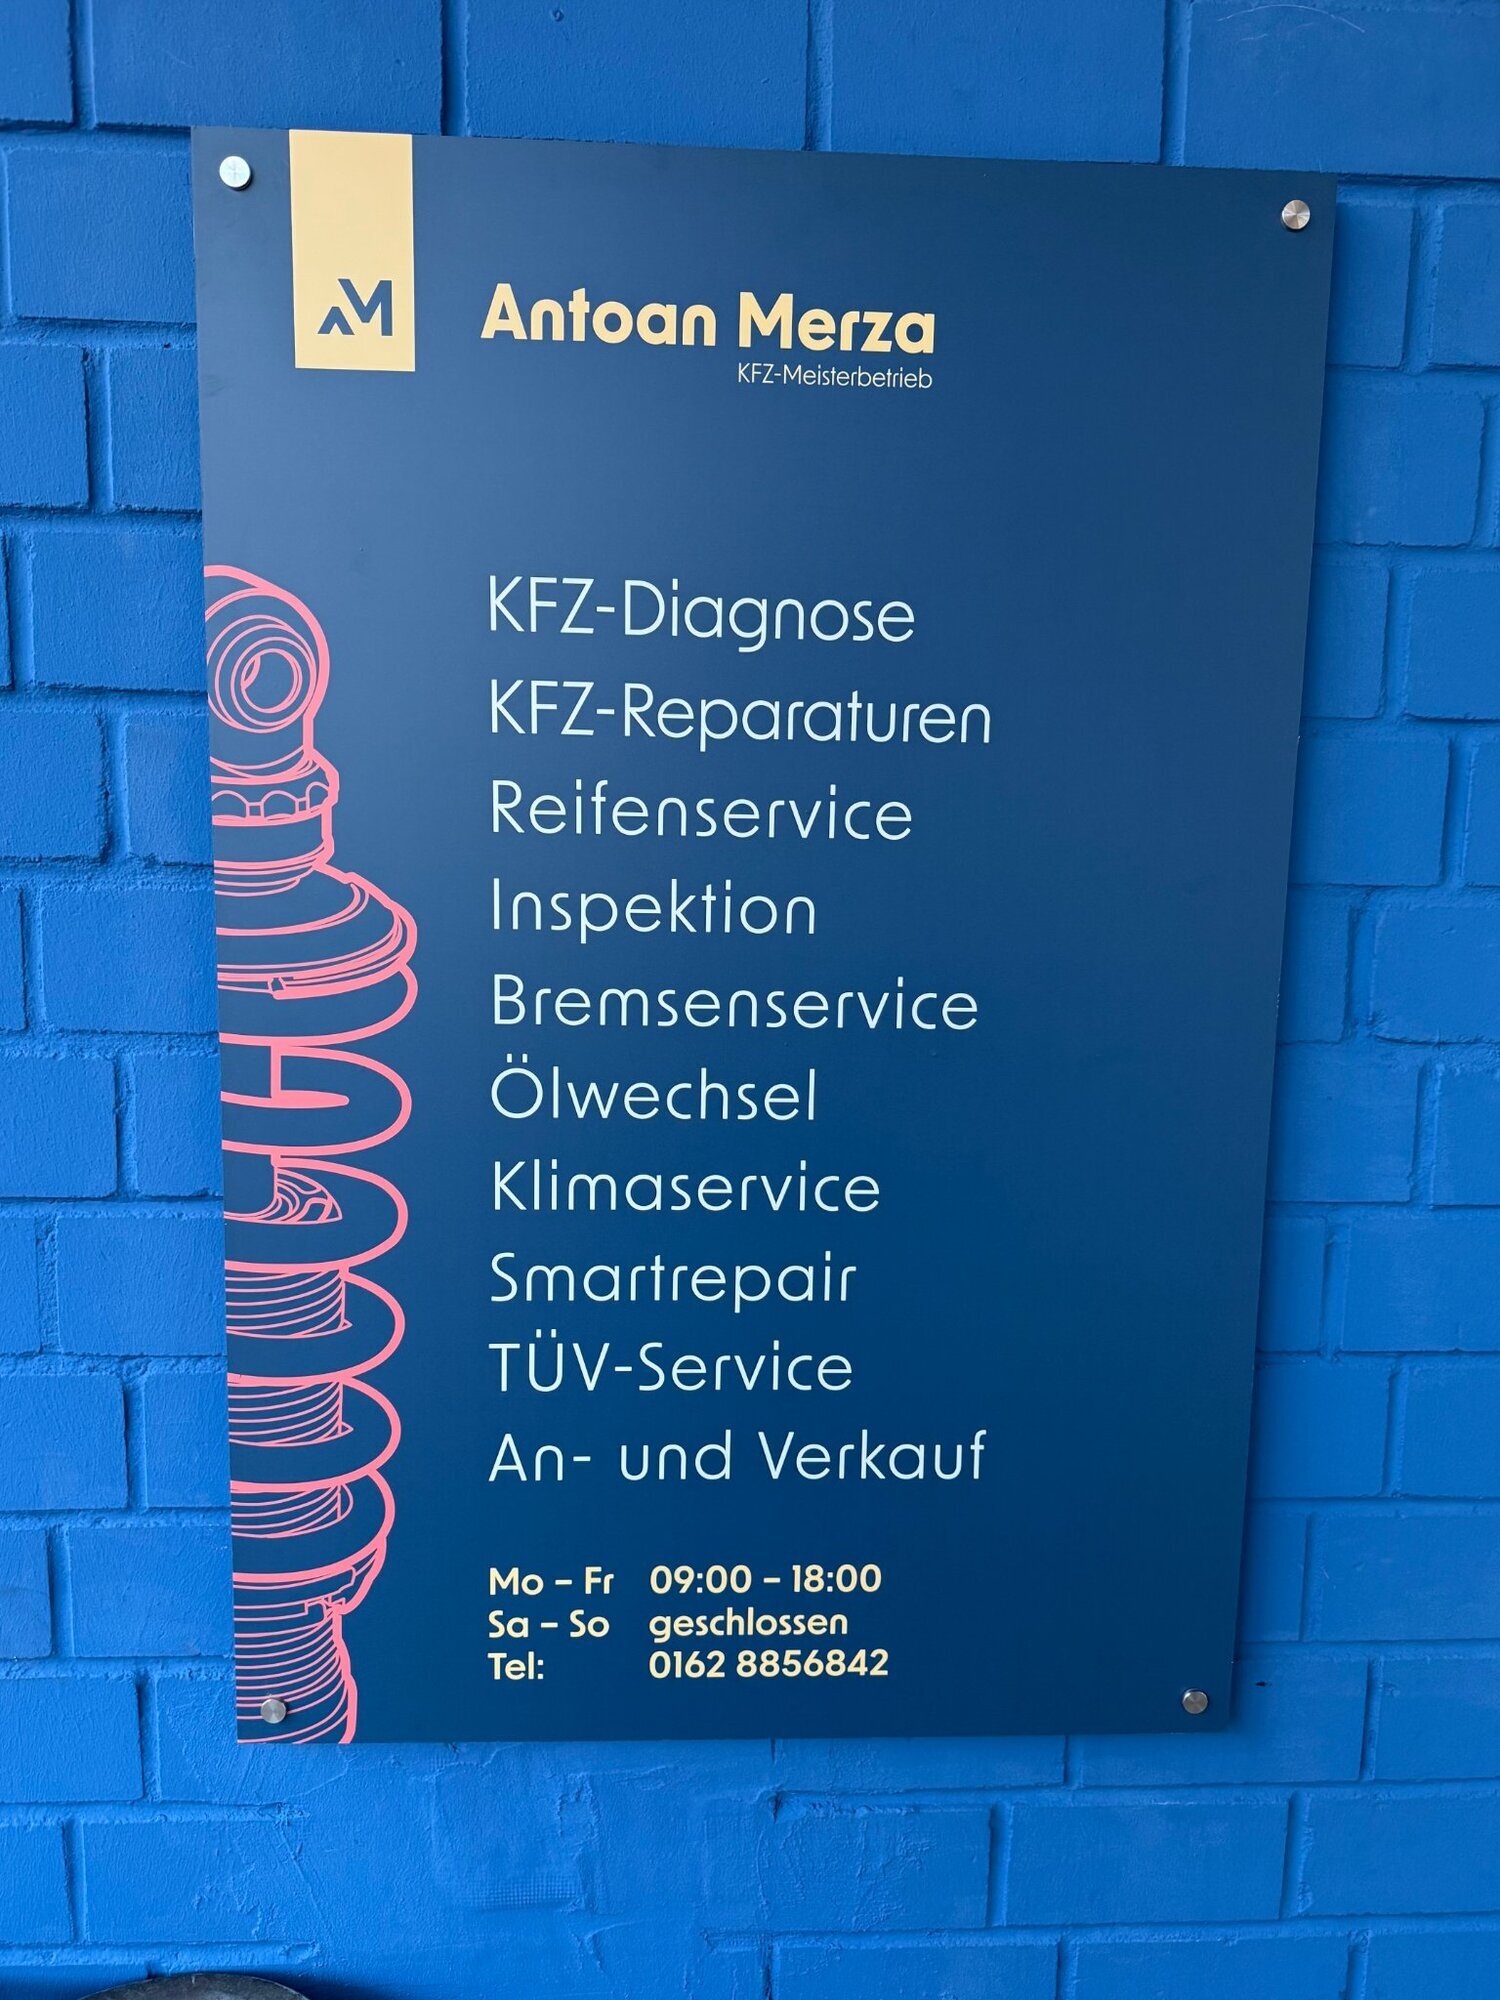 AM
Antoan Merza
KFZ-Meisterbetrieb
KFZ-Diagnose
KFZ-Reparaturen
Reifenservice
Inspektion
Bremsenservice
Ölwechsel
Klimaservice
Smartrepair
TÜV-Service
An- und Verkauf
Mo – Fr 09:00 – 18:00
Sa – So geschlossen
Tel: 0162 8856842